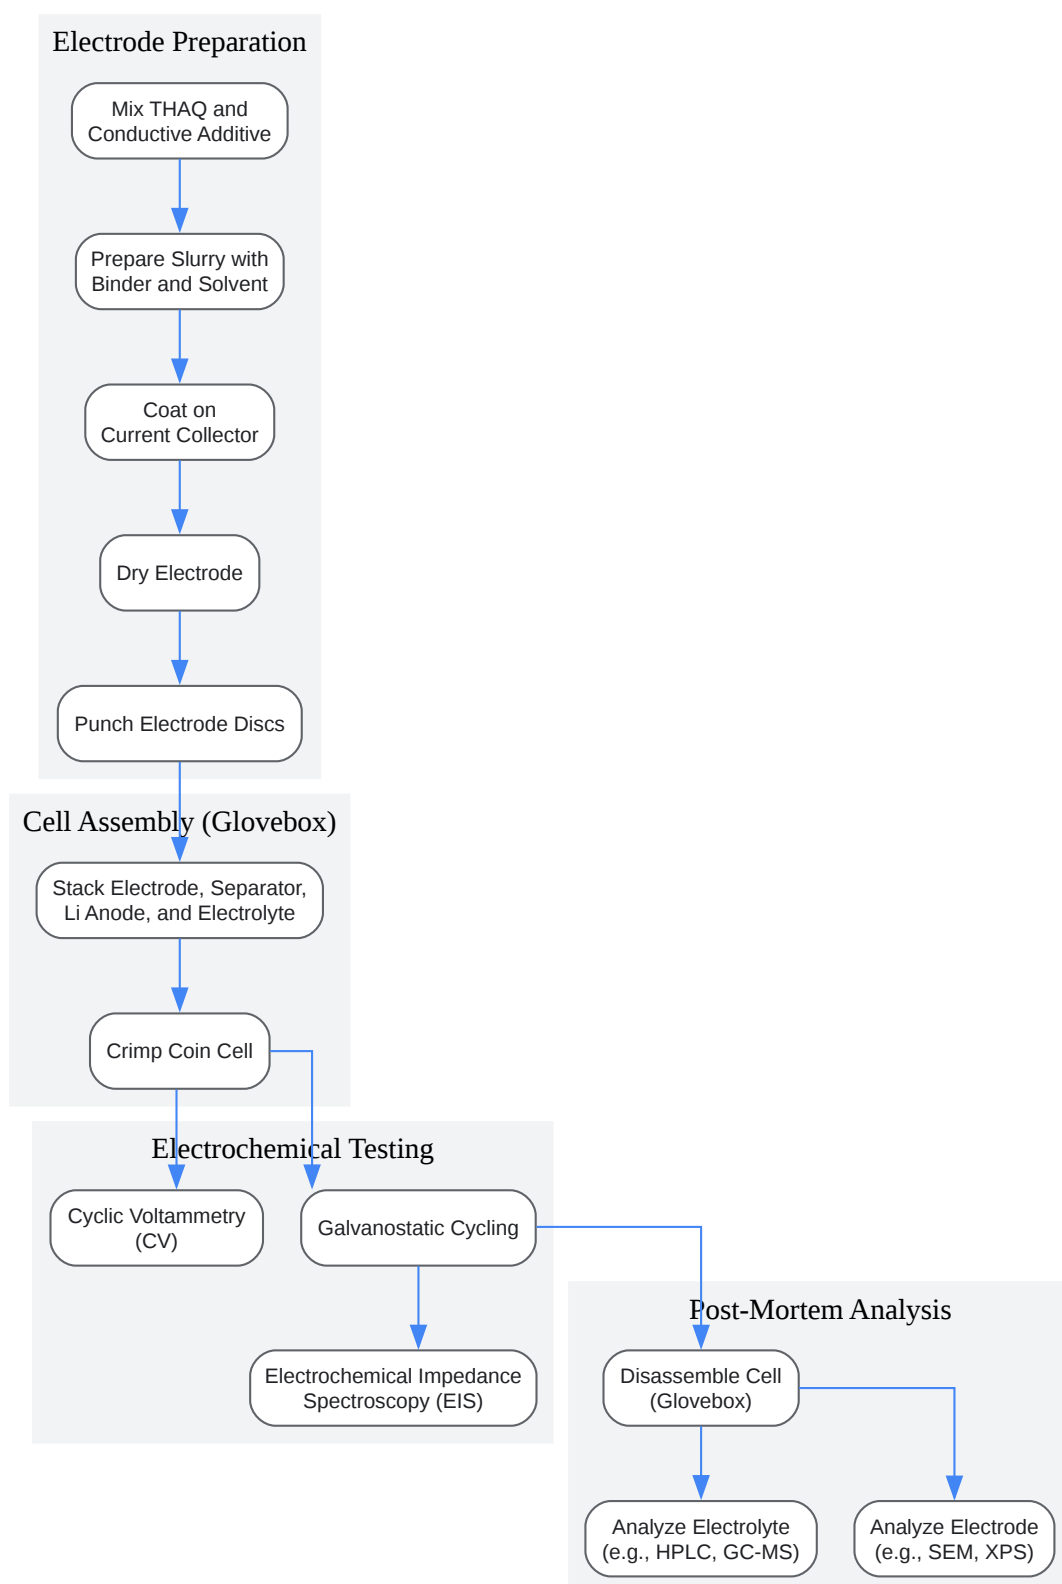 Electrode Preparation
Mix THAQ and
Conductive Additive
Prepare Slurry with
Binder and Solvent
Coat on
Current Collector
Dry Electrode
Punch Electrode Discs
Cell Assembly (Glovebox)
Stack Electrode, Separator,
Li Anode, and Electrolyte
Crimp Coin Cell
Electrochemical Testing
Cyclic Voltammetry
(CV)
Galvanostatic Cycling
Electrochemical Impedance
Spectroscopy (EIS)
Post-Mortem Analysis
Disassemble Cell
(Glovebox)
Analyze Electrolyte
(e.g., HPLC, GC-MS)
Analyze Electrode
(e.g., SEM, XPS)